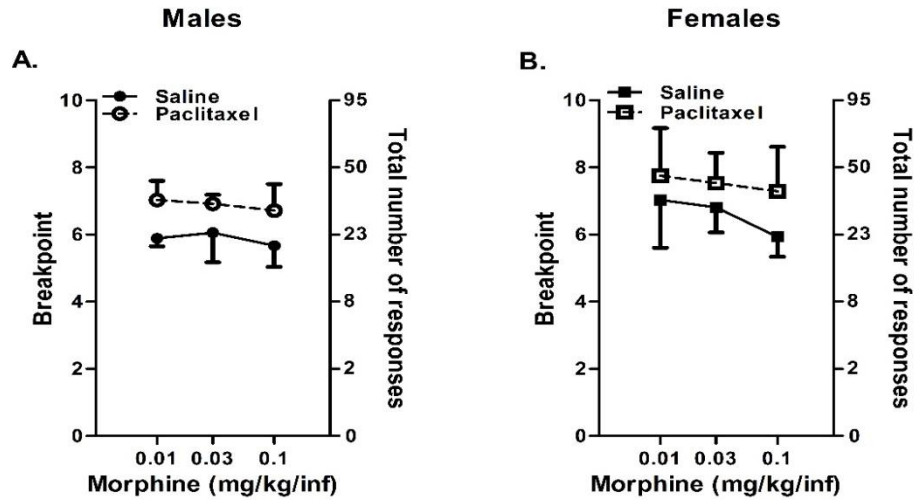 Males
A.
Saline
Paclitaxel
10
8
6
4
2
0
Breakpoint
95
50
23
8
2
0
Total number of responses
0.01 0.03 0.1
Morphine (mg/kg/inf)
Females
B.
Saline
Paclitaxel
10
8
6
4
2
0
Breakpoint
95
50
23
8
2
0
Total number of responses
0.01 0.03 0.1
Morphine (mg/kg/inf)